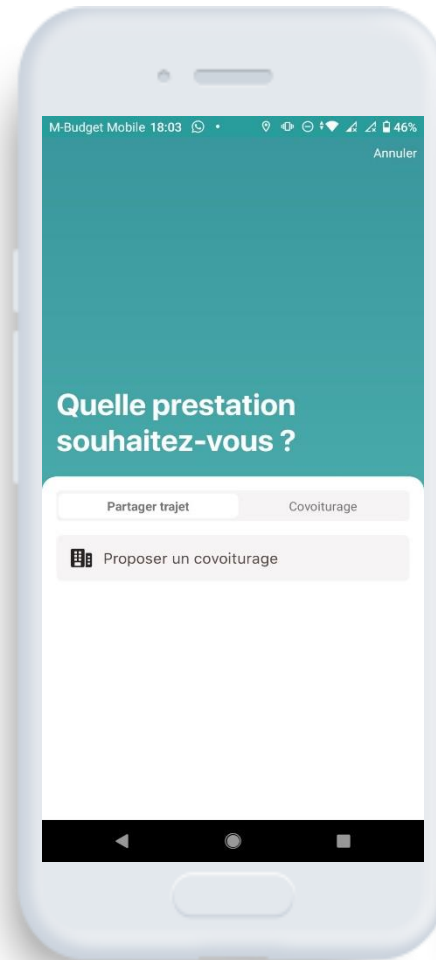 M-Budget Mobile 18:03 46%
Annuler
Quelle prestation
souhaitez-vous ?
Partager trajet Covoiturage
Proposer un covoiturage